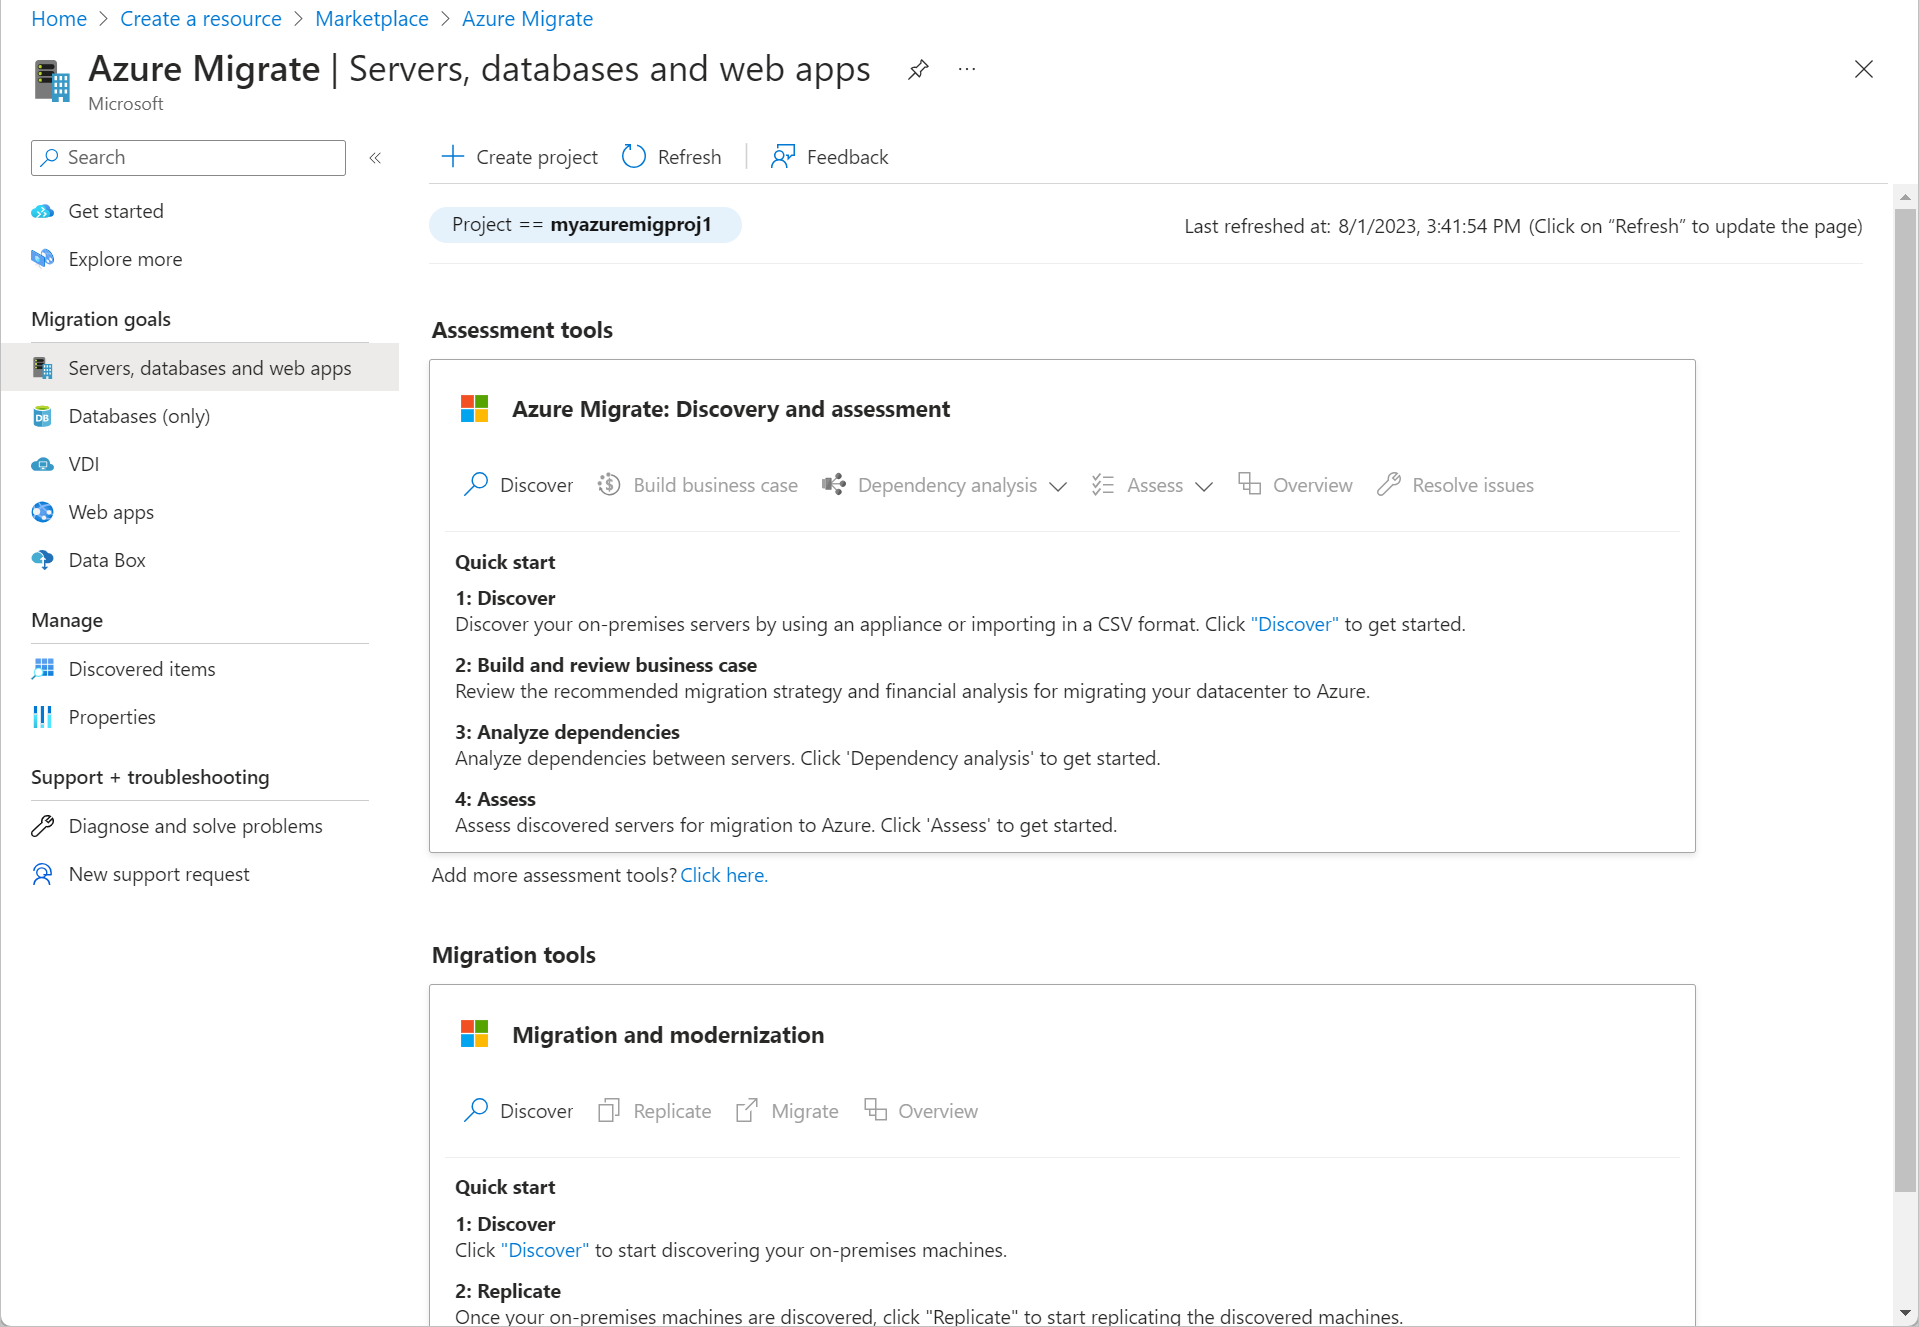 Home > Create a resource > Marketplace > Azure Migrate
Azure Migrate | Servers, databases and web apps
Microsoft
Search
Create project Refresh Feedback
Get started
Explore more
Migration goals
Servers, databases and web apps
Databases (only)
VDI
Web apps
Data Box
Manage
Discovered items
Properties
Support + troubleshooting
Diagnose and solve problems
New support request
Project == myazuremigproj1
Last refreshed at: 8/1/2023, 3:41:54 PM (Click on “Refresh” to update the page)
Assessment tools
Azure Migrate: Discovery and assessment
Discover Build business case Dependency analysis Assess Overview Resolve issues
Quick start
1: Discover
Discover your on-premises servers by using an appliance or importing in a CSV format. Click "Discover" to get started.
2: Build and review business case
Review the recommended migration strategy and financial analysis for migrating your datacenter to Azure.
3: Analyze dependencies
Analyze dependencies between servers. Click 'Dependency analysis' to get started.
4: Assess
Assess discovered servers for migration to Azure. Click 'Assess' to get started.
Add more assessment tools? Click here.
Migration tools
Migration and modernization
Discover Replicate Migrate Overview
Quick start
1: Discover
Click "Discover" to start discovering your on-premises machines.
2: Replicate
Once your on-premises machines are discovered, click "Replicate" to start replicating the discovered machines.